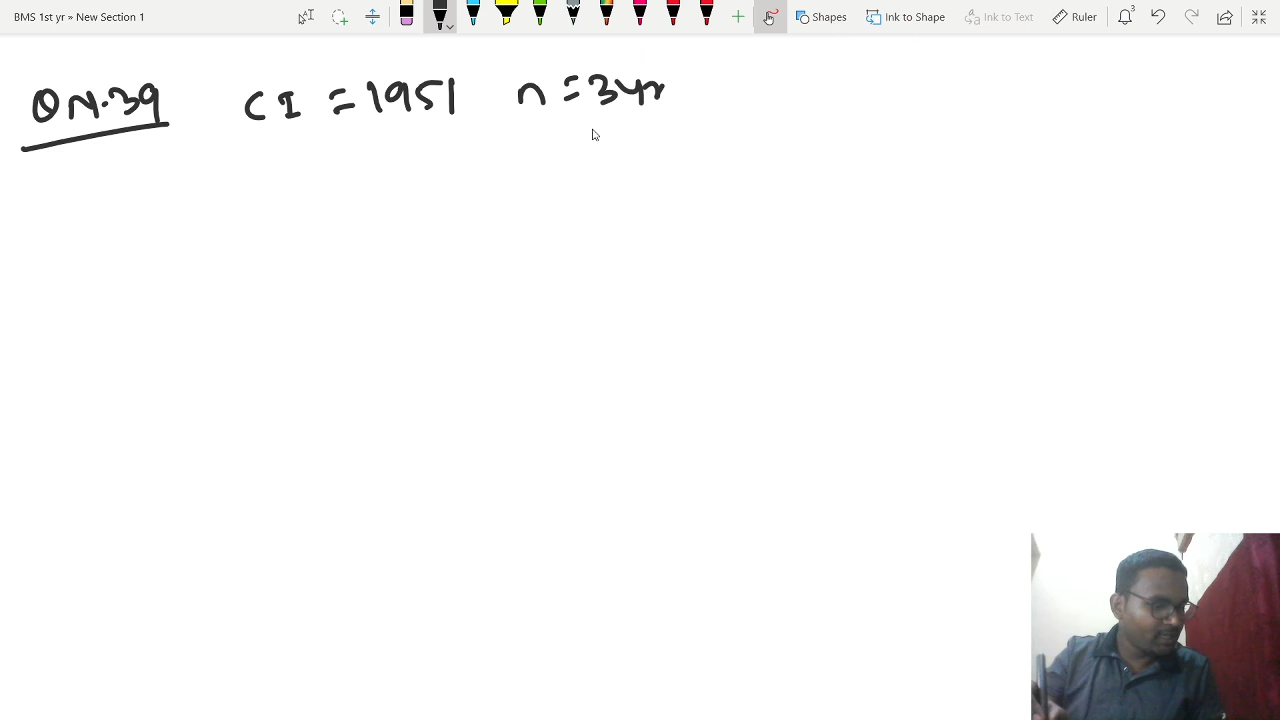 BMS 1st yr » New Section 1
Shapes
Ink to Shape
Ink to Text
Ruler
3
QN.39 CI = 1951 n = 3yr